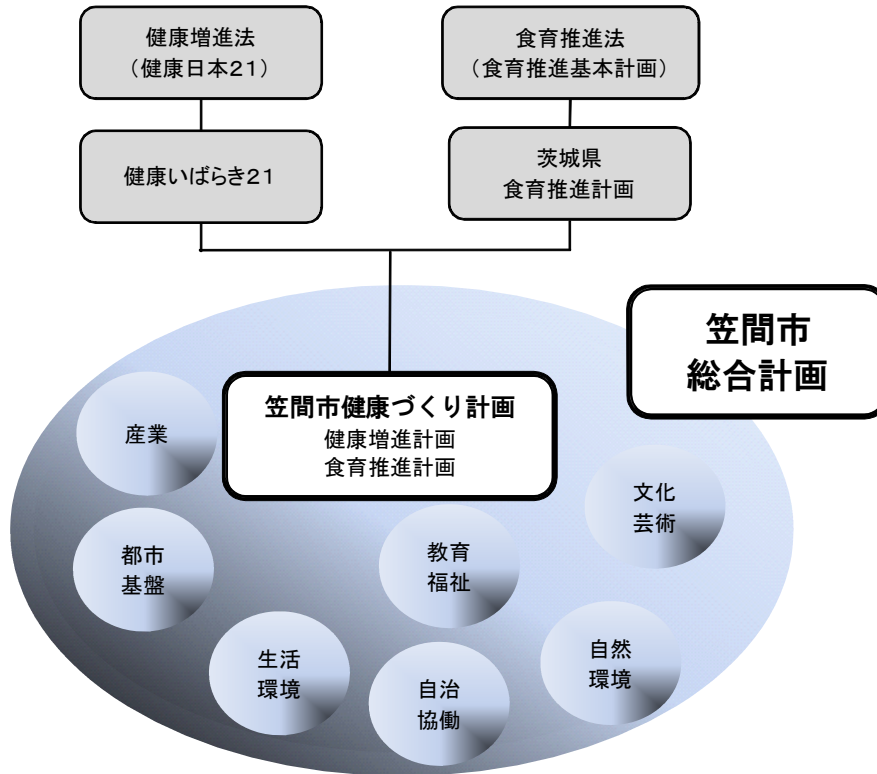 健康増進法
（健康日本２１）
食育推進法
（食育推進基本計画）
健康いばらき２１
茨城県
食育推進計画
笠間市
総合計画
笠間市健康づくり計画
健康増進計画
食育推進計画
産業
文化
芸術
都市
基盤
教育
福祉
生活
環境
自治
協働
自然
環境